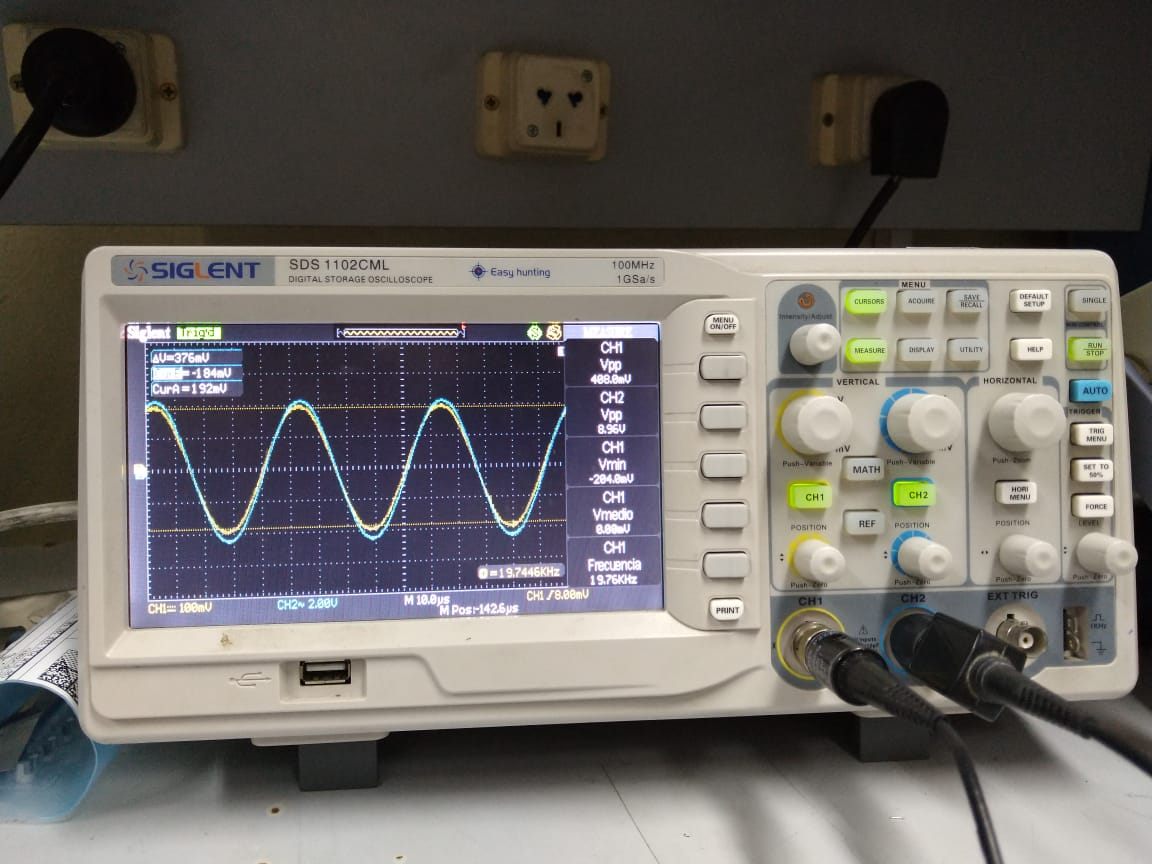 SIGLENT
SDS 1102CML
DIGITAL STORAGE OSCILLOSCOPE
Easy hunting
100MHz
1GSa/s
Siglent Trig'd
MEASURE
CH1
Vpp
408.0mV
CH2
Vpp
8.96V
CH1
Vmin
-204.0mV
CH1
Vmedio
0.00mV
CH1
Frecuencia
19.76KHz
ΔV=376mV
=-184mV
CurA=192mV
=19.7446KHz
CH1 100mV
CH2~ 2.00V
M 10.0µs
M Pos:-142.6µs
CH1 /8.00mV
MENU
ON/OFF
PRINT
Intensity/Adjust
MENU
CURSORS
ACQUIRE
SAVE
RECALL
MEASURE
DISPLAY
UTILITY
DEFAULT
SETUP
HELP
SINGLE
RUN
STOP
AUTO
VERTICAL
HORIZONTAL
TRIGGER
V
mV
Push-Variable
Push-Variable
Push-Zoom
MATH
CH1
CH2
REF
HORI
MENU
TRIG
MENU
SET TO
50%
FORCE
LEVEL
POSITION
POSITION
POSITION
Push-Zero
Push-Zero
Push-Zero
Push-Zero
CH1
CH2
EXT TRIG
1KHz